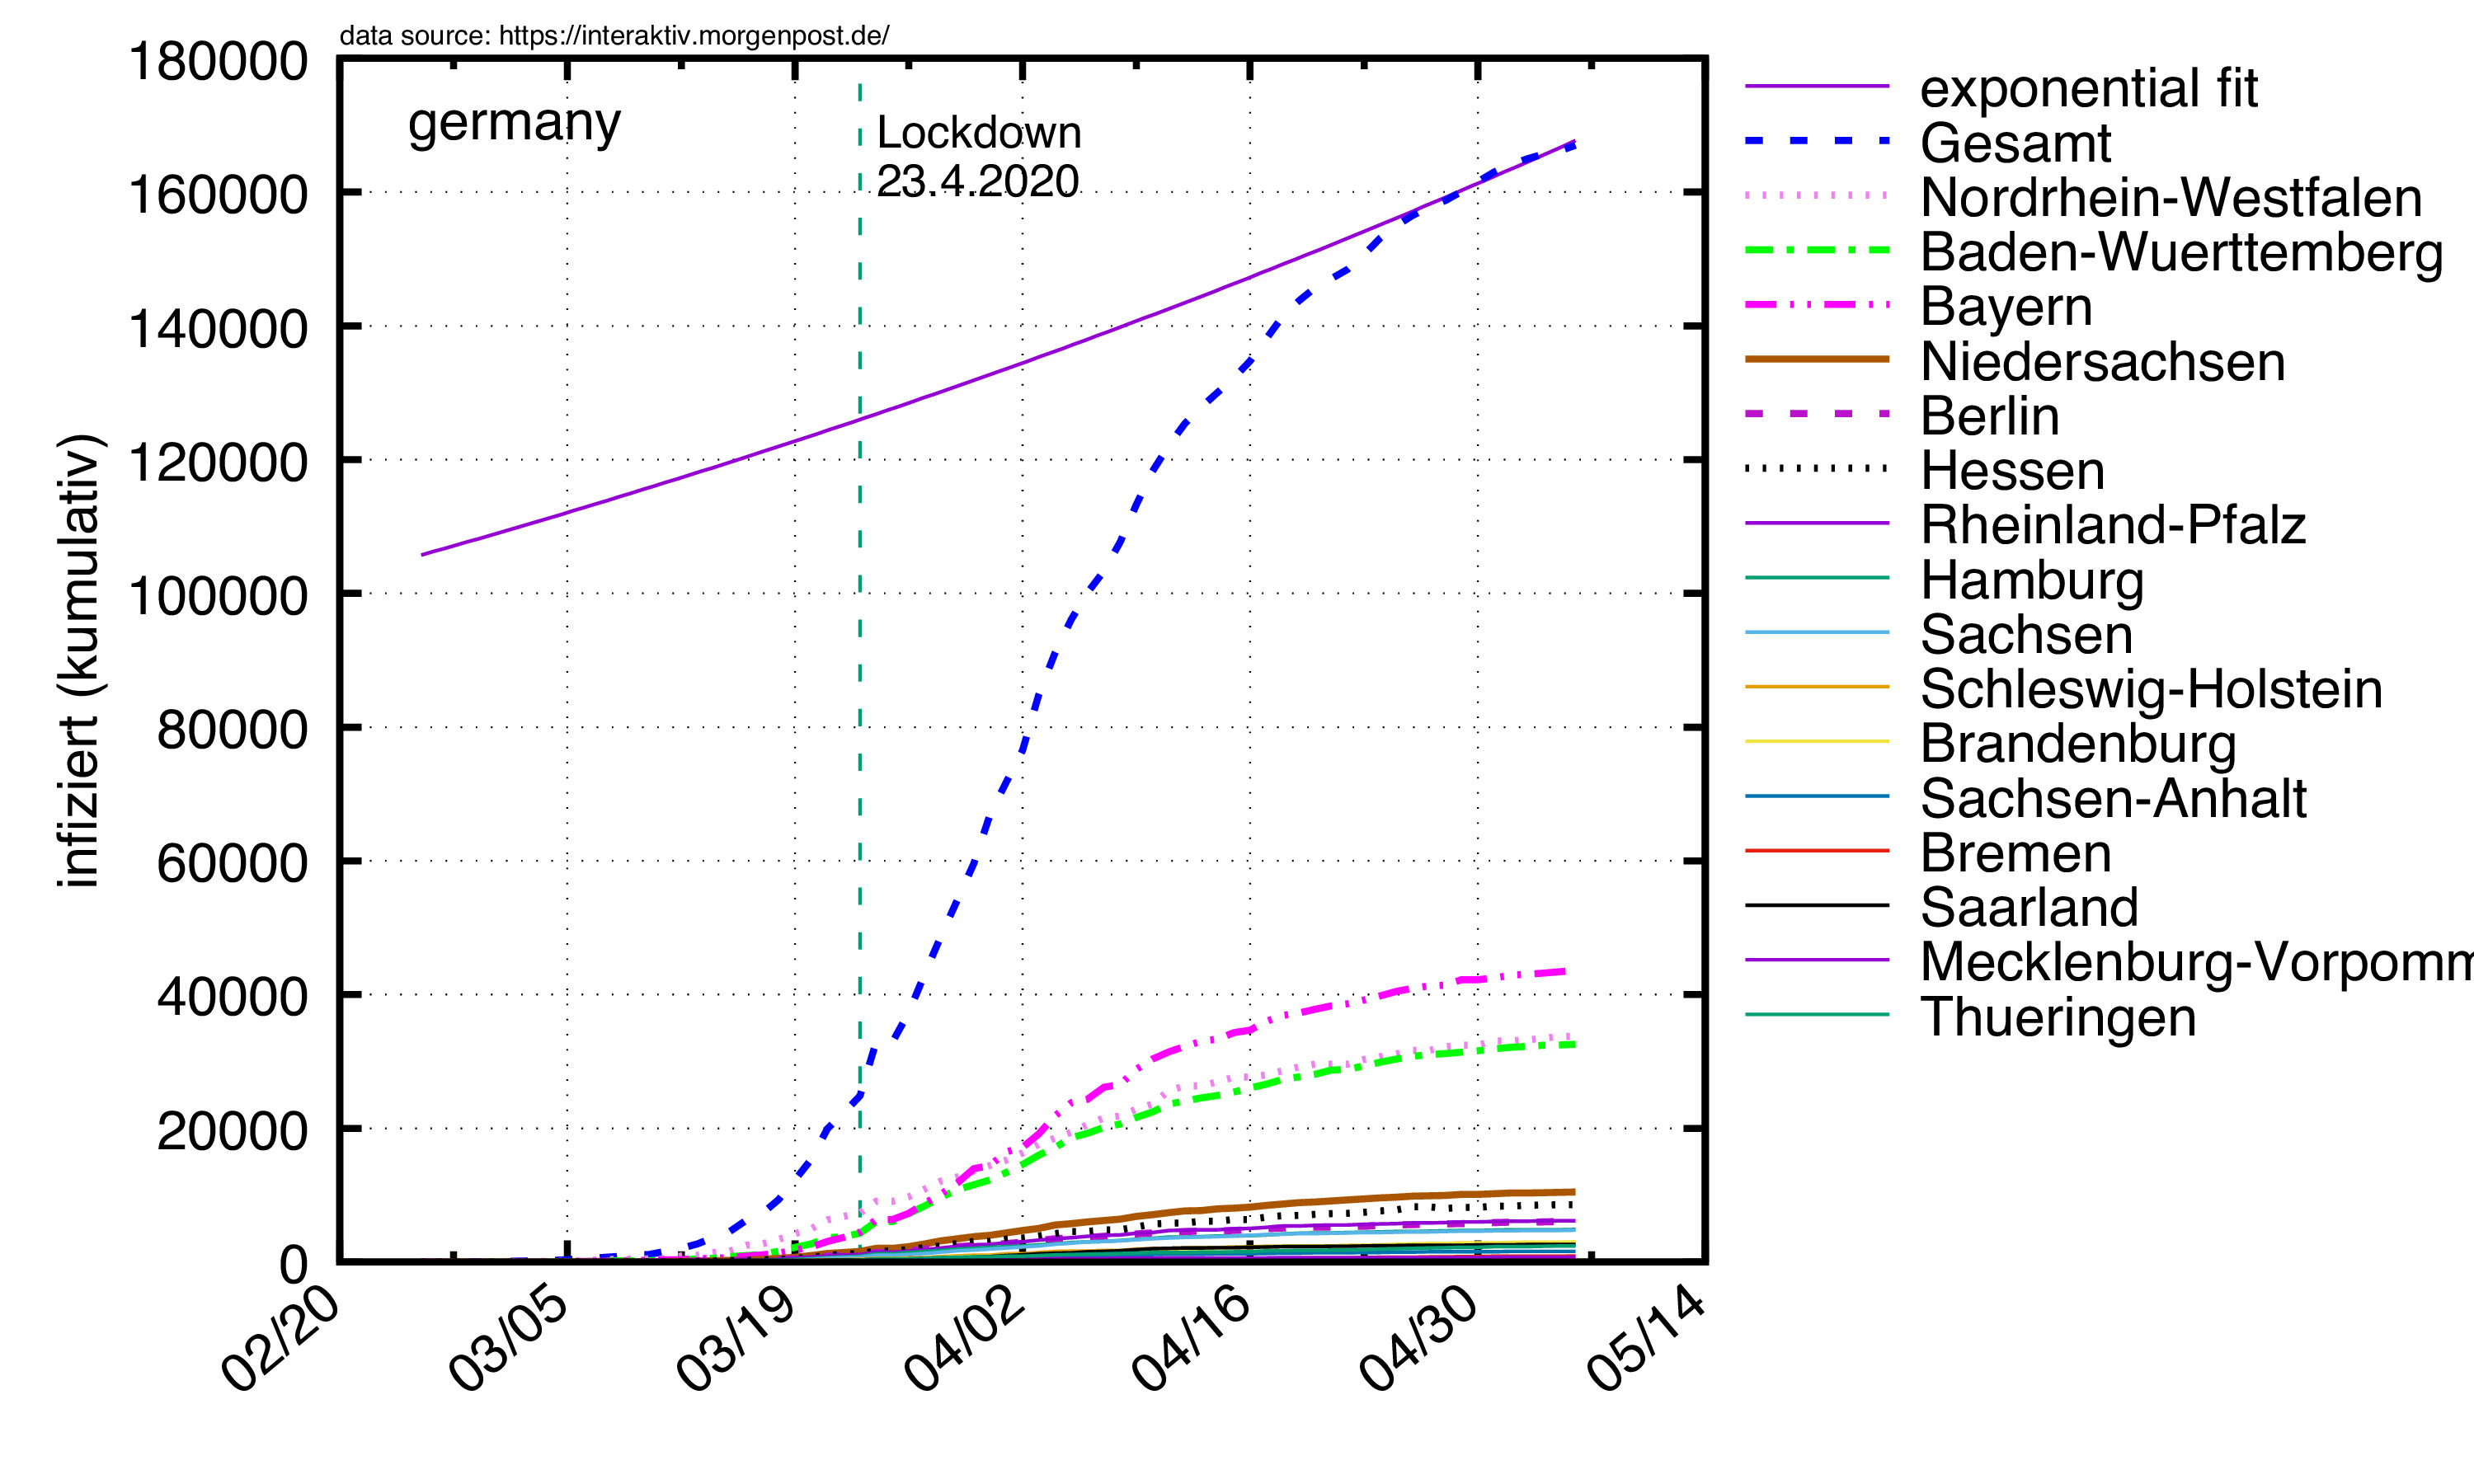 data source: https://interaktiv.morgenpost.de/
180000
160000
140000
120000
100000
80000
60000
40000
20000
0
infiziert (kumulativ)
germany
Lockdown
23.4.2020
02/20
03/05
03/19
04/02
04/16
04/30
05/14
exponential fit
Gesamt
Nordrhein-Westfalen
Baden-Wuerttemberg
Bayern
Niedersachsen
Berlin
Hessen
Rheinland-Pfalz
Hamburg
Sachsen
Schleswig-Holstein
Brandenburg
Sachsen-Anhalt
Bremen
Saarland
Mecklenburg-Vorpomm
Thueringen